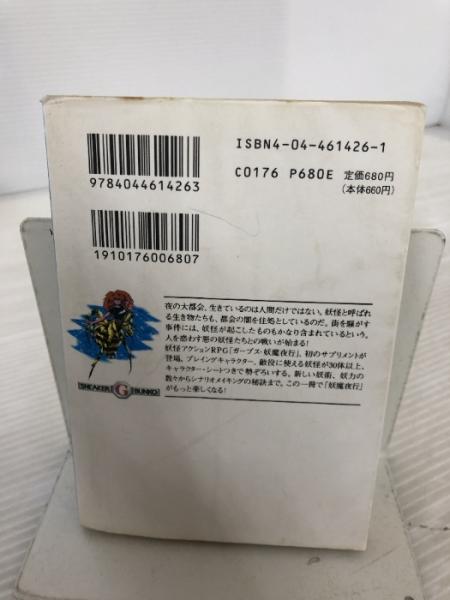 ISBN4-04-461426-1
C0176 P680E 定価680円
(本体660円)
9784044614263
1910176006807
夜の大都会、生きているのは人間だけではない。妖怪と呼ばれ
る生き物たちも、都会の闇を住処としているのだ。街を騒がす
事件には、妖怪が起こしたものもかなり含まれているという。
人を惑わす悪の妖怪たちとの戦いが始まる!
妖怪アクションRPG「ガープス・妖魔夜行」、初のサプリメントが
登場。プレイングキャラクター、敵役に使える妖怪が30体以上、
キャラクター・シートつきで勢ぞろいする。新しい妖術、妖力の
数々からシナリオメイキングの秘訣まで。この一冊で「妖魔夜行」
がもっと楽しくなる!
SNEAKER G BUNKO